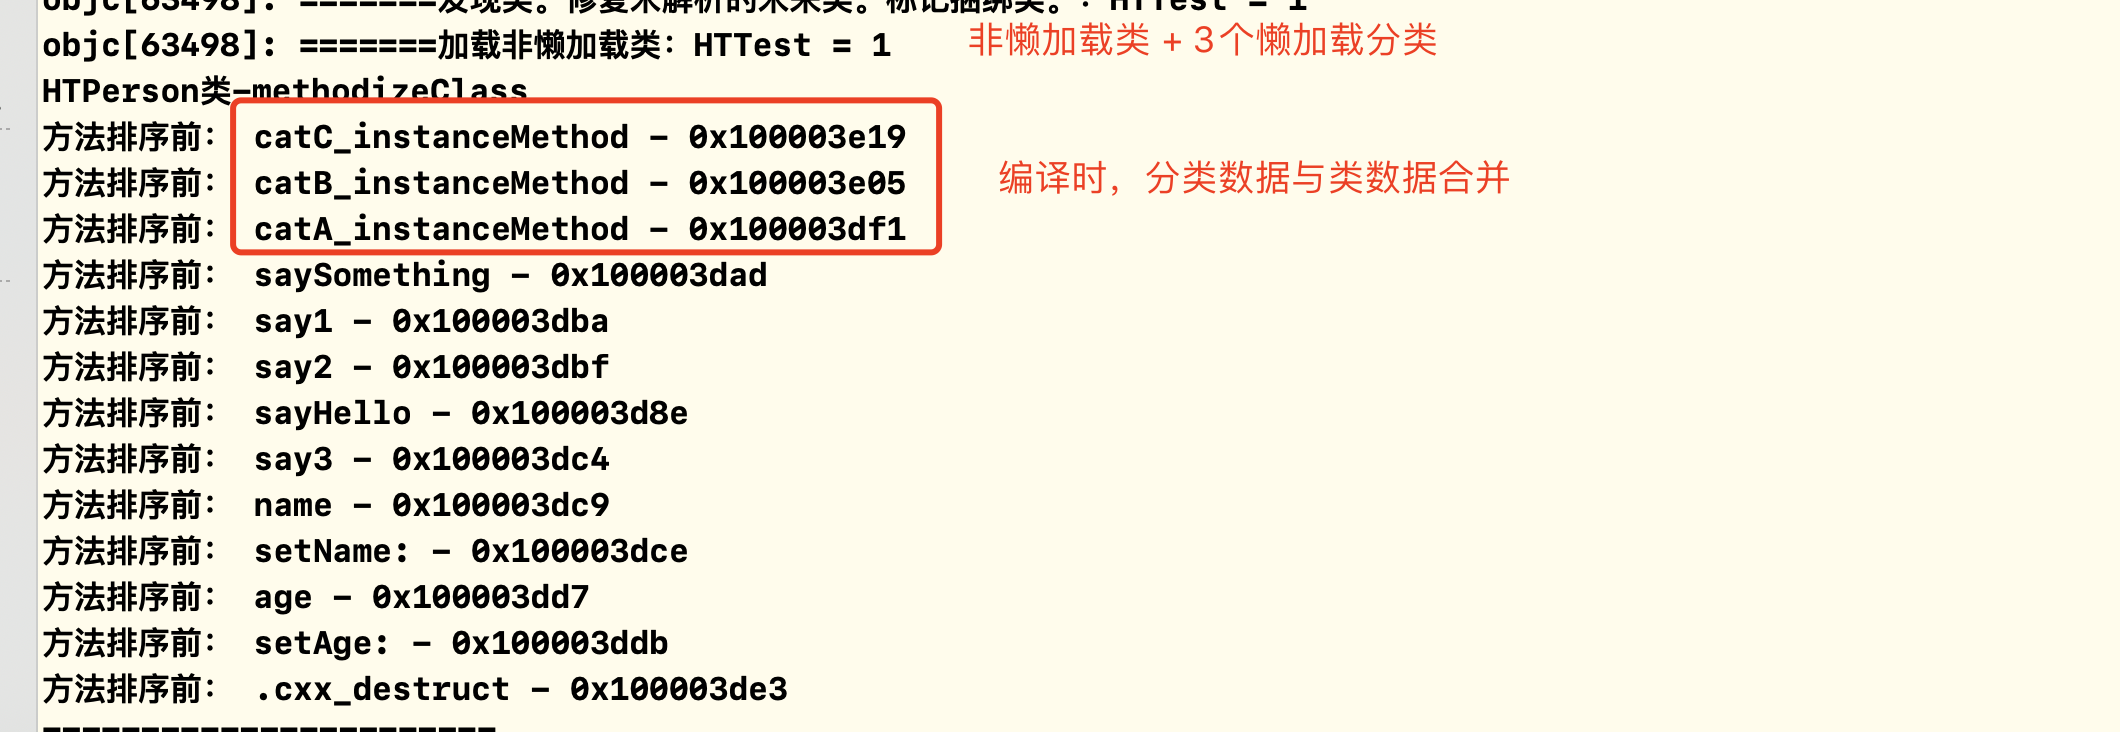 objc[63498]: =======发现类。修复未解析的未来类。标记捆绑类。：HTTest = 1
objc[63498]: =======加载非懒加载类：HTTest = 1
非懒加载类 + 3个懒加载分类
HTPerson类-methodizeClass
方法排序前： catC_instanceMethod - 0x100003e19
方法排序前： catB_instanceMethod - 0x100003e05
编译时，分类数据与类数据合并
方法排序前： catA_instanceMethod - 0x100003df1
方法排序前： saySomething - 0x100003dad
方法排序前： say1 - 0x100003dba
方法排序前： say2 - 0x100003dbf
方法排序前： sayHello - 0x100003d8e
方法排序前： say3 - 0x100003dc4
方法排序前： name - 0x100003dc9
方法排序前： setName: - 0x100003dce
方法排序前： age - 0x100003dd7
方法排序前： setAge: - 0x100003ddb
方法排序前： .cxx_destruct - 0x100003de3
=======================